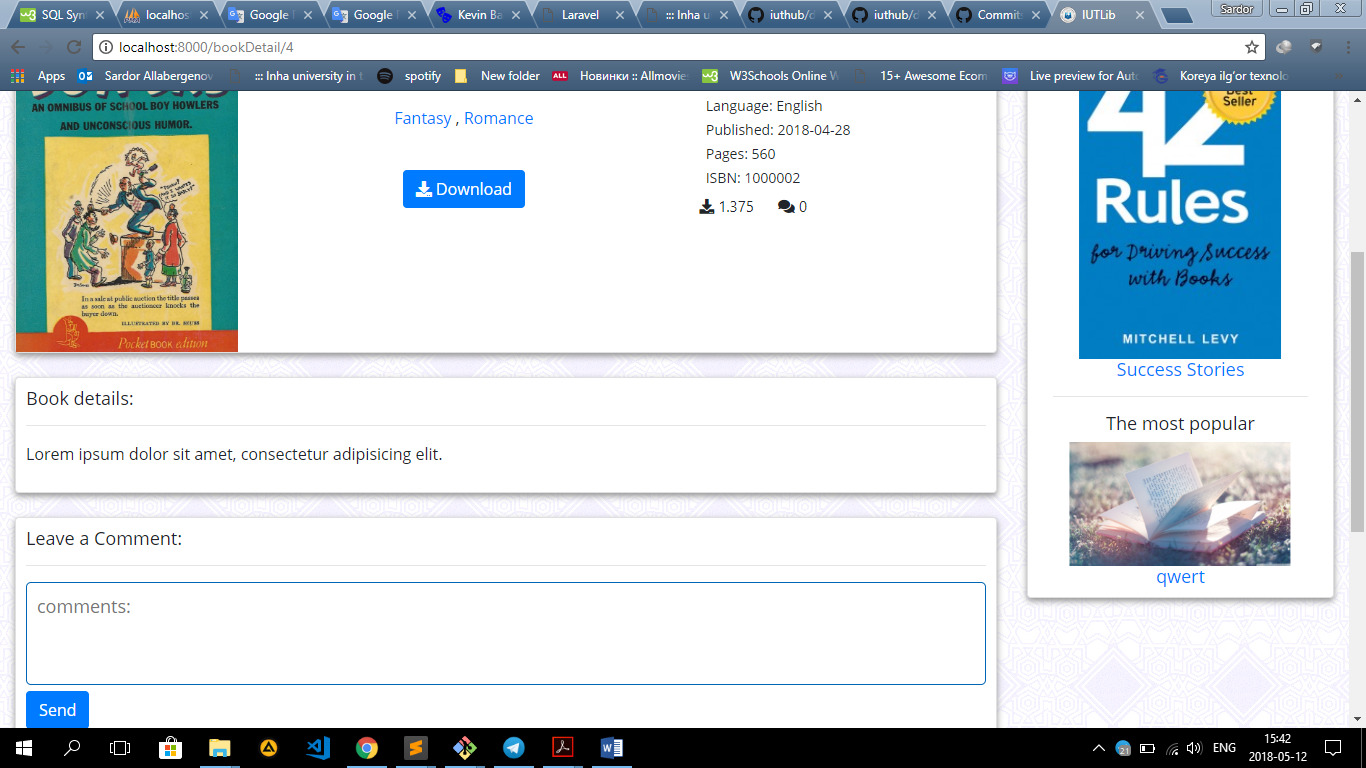 SQL Syn
localhos
Google
Google
Kevin Ba
Laravel
::: Inha u
iuthub/d
iuthub/d
Commits
IUTLib
Sardor
localhost:8000/bookDetail/4
Apps
Sardor Allabergenov
::: Inha university in t
spotify
New folder
ALL
Новинки :: Allmovie
W3Schools Online W
15+ Awesome Ecom
Live preview for Auto
Koreya ilg'or texnolo
AN OMNIBUS OF SCHOOL BOY HOWLERS
AND UNCONSCIOUS HUMOR.
In a sale at public auction the title passes
as soon as the auctioneer knocks the
buyer down.
ILLUSTRATED BY DR. SEUSS
Pocket BOOK edition
Fantasy , Romance
Download
Language: English
Published: 2018-04-28
Pages: 560
ISBN: 1000002
1.375 0
Book details:
Lorem ipsum dolor sit amet, consectetur adipisicing elit.
Leave a Comment:
comments:
Send
Best
Seller
42
Rules
for Driving Success
with Books
MITCHELL LEVY
Success Stories
The most popular
qwert
21
ENG
15:42
2018-05-12